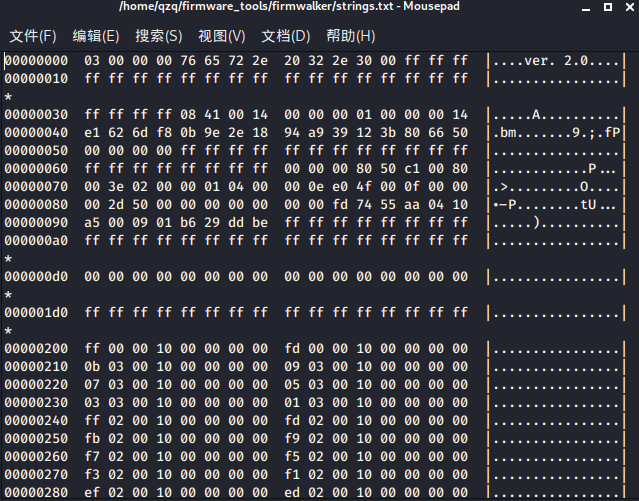 /home/qzq/firmware_tools/firmwalker/strings.txt - Mousepad
文件(F) 编辑(E) 搜索(S) 视图(V) 文档(D) 帮助(H)
00000000 03 00 00 00 76 65 72 2e 20 32 2e 30 00 ff ff ff |....ver. 2.0....|
00000010 ff ff ff ff ff ff ff ff ff ff ff ff ff ff ff ff |................|
*
00000030 ff ff ff ff 08 41 00 14 00 00 00 01 00 00 00 14 |.....A..........|
00000040 e1 62 6d f8 0b 9e 2e 18 94 a9 39 12 3b 80 66 50 |.bm.......9.;.fP|
00000050 00 00 00 00 ff ff ff ff ff ff ff ff ff ff ff ff |................|
00000060 ff ff ff ff ff ff ff ff 00 00 00 80 50 c1 00 80 |............P...|
00000070 00 3e 02 00 00 01 04 00 00 0e e0 4f 00 0f 00 00 |.>.........O....|
00000080 00 2d 50 00 00 00 00 00 00 fd 74 55 aa 04 10 |•-P........tU...|
00000090 a5 00 09 01 b6 29 dd be ff ff ff ff ff ff ff ff |.....)..........|
000000a0 ff ff ff ff ff ff ff ff ff ff ff ff ff ff ff ff |................|
*
000000d0 00 00 00 00 00 00 00 00 00 00 00 00 00 00 00 00 |................|
*
000001d0 ff ff ff ff ff ff ff ff ff ff ff ff ff ff ff ff |................|
*
00000200 ff 00 00 10 00 00 00 00 fd 00 00 10 00 00 00 00 |................|
00000210 0b 03 00 10 00 00 00 00 09 03 00 10 00 00 00 00 |................|
00000220 07 03 00 10 00 00 00 00 05 03 00 10 00 00 00 00 |................|
00000230 03 03 00 10 00 00 00 00 01 03 00 10 00 00 00 00 |................|
00000240 ff 02 00 10 00 00 00 00 fd 02 00 10 00 00 00 00 |................|
00000250 fb 02 00 10 00 00 00 00 f9 02 00 10 00 00 00 00 |................|
00000260 f7 02 00 10 00 00 00 00 f5 02 00 10 00 00 00 00 |................|
00000270 f3 02 00 10 00 00 00 00 f1 02 00 10 00 00 00 00 |................|
00000280 ef 02 00 10 00 00 00 00 ed 02 00 10 00 00 00 00 |................|